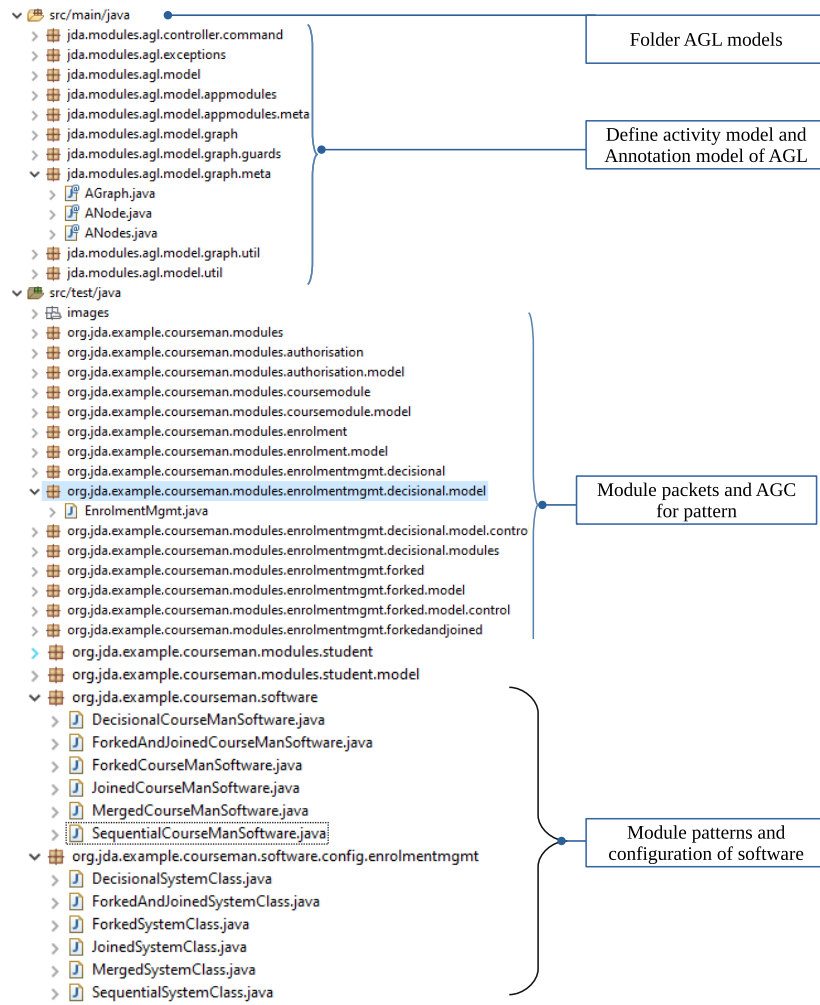 src/main/java
Folder AGL models
jda.modules.agl.controller.command
jda.modules.agl.exceptions
jda.modules.agl.model
jda.modules.agl.model.appmodules
jda.modules.agl.model.appmodules.meta
jda.modules.agl.model.graph
jda.modules.agl.model.graph.guards
jda.modules.agl.model.graph.meta
AGraph.java
ANode.java
ANodes.java
jda.modules.agl.model.graph.util
jda.modules.agl.model.util
Define activity model and
Annotation model of AGL
src/test/java
images
org.jda.example.courseman.modules
org.jda.example.courseman.modules.authorisation
org.jda.example.courseman.modules.authorisation.model
org.jda.example.courseman.modules.coursemodule
org.jda.example.courseman.modules.coursemodule.model
org.jda.example.courseman.modules.enrolment
org.jda.example.courseman.modules.enrolment.model
org.jda.example.courseman.modules.enrolmentmgmt.decisional
org.jda.example.courseman.modules.enrolmentmgmt.decisional.model
EnrolmentMgmt.java
org.jda.example.courseman.modules.enrolmentmgmt.decisional.model.contro
org.jda.example.courseman.modules.enrolmentmgmt.decisional.modules
org.jda.example.courseman.modules.enrolmentmgmt.forked
org.jda.example.courseman.modules.enrolmentmgmt.forked.model
org.jda.example.courseman.modules.enrolmentmgmt.forked.model.control
org.jda.example.courseman.modules.enrolmentmgmt.forkedandjoined
Module packets and AGC
for pattern
org.jda.example.courseman.modules.student
org.jda.example.courseman.modules.student.model
org.jda.example.courseman.software
DecisionalCourseManSoftware.java
ForkedAndJoinedCourseManSoftware.java
ForkedCourseManSoftware.java
JoinedCourseManSoftware.java
MergedCourseManSoftware.java
SequentialCourseManSoftware.java
org.jda.example.courseman.software.config.enrolmentmgmt
DecisionalSystemClass.java
ForkedAndJoinedSystemClass.java
ForkedSystemClass.java
JoinedSystemClass.java
MergedSystemClass.java
SequentialSystemClass.java
Module patterns and
configuration of software